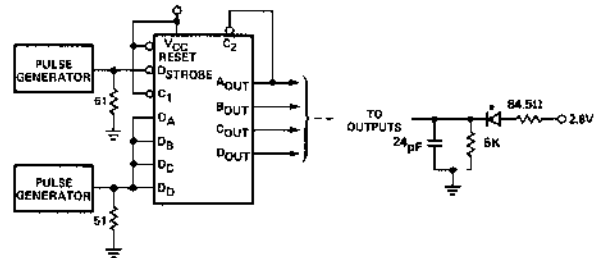 VCC
C2
RESET
PULSE
GENERATOR
DSTROBE
51
C1
AOUT
BOUT
COUT
DOUT
DA
DB
DC
DD
PULSE
GENERATOR
51
TO
OUTPUTS
24pF
5K
84.5Ω
2.8V